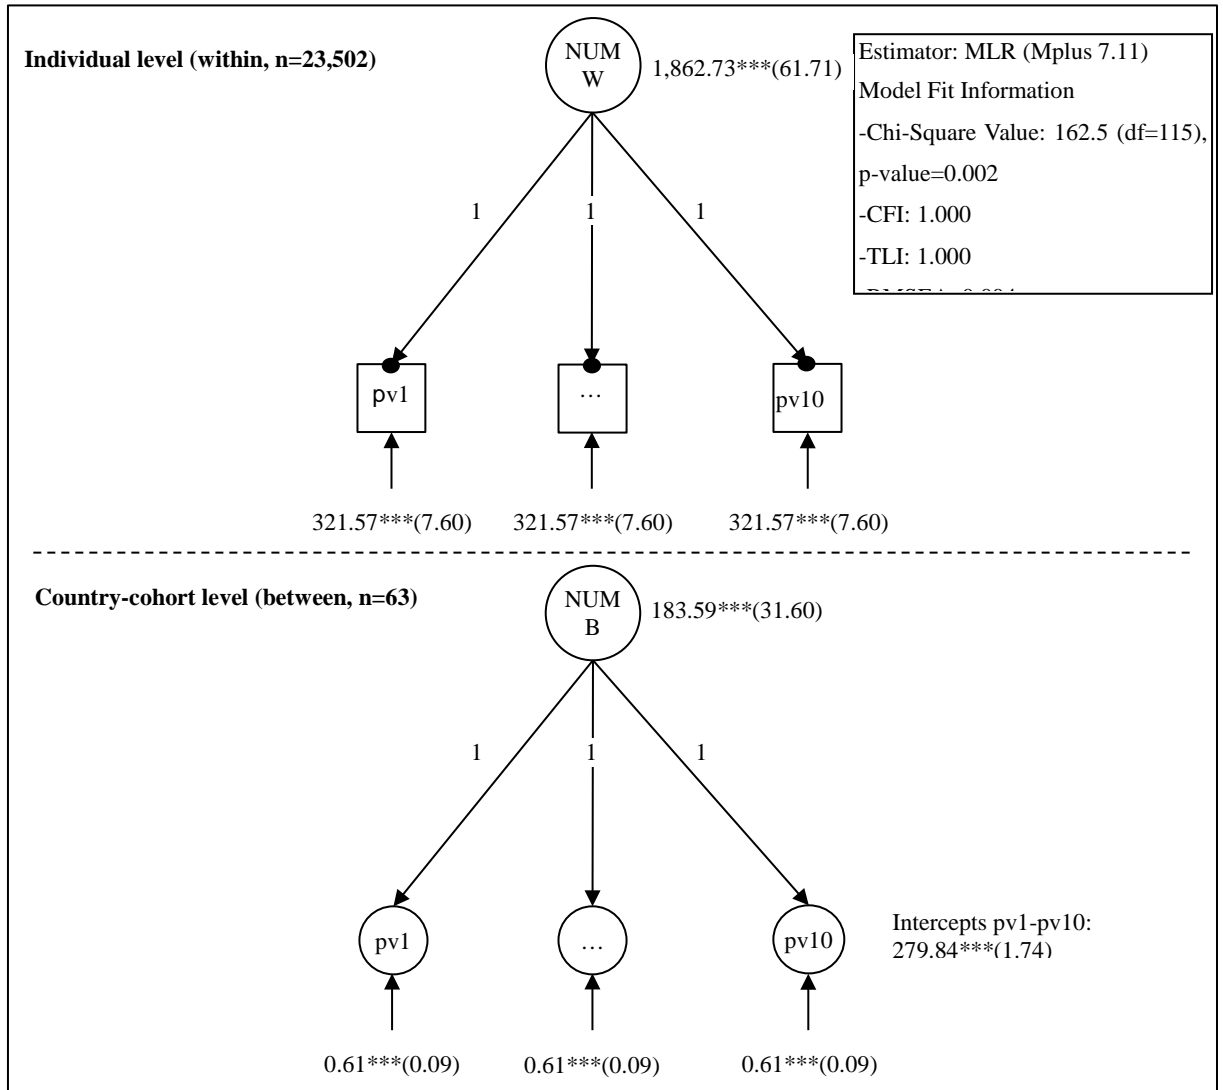 Individual level (within, n=23,502)
NUM
W
1,862.73***(61.71)
Estimator: MLR (Mplus 7.11)
Model Fit Information
-Chi-Square Value: 162.5 (df=115),
p-value=0.002
-CFI: 1.000
-TLI: 1.000
1
1
1
pv1
...
pv10
321.57***(7.60)
321.57***(7.60)
321.57***(7.60)
Country-cohort level (between, n=63)
NUM
B
183.59***(31.60)
1
1
1
pv1
...
pv10
Intercepts pv1-pv10:
279.84***(1.74)
0.61***(0.09)
0.61***(0.09)
0.61***(0.09)